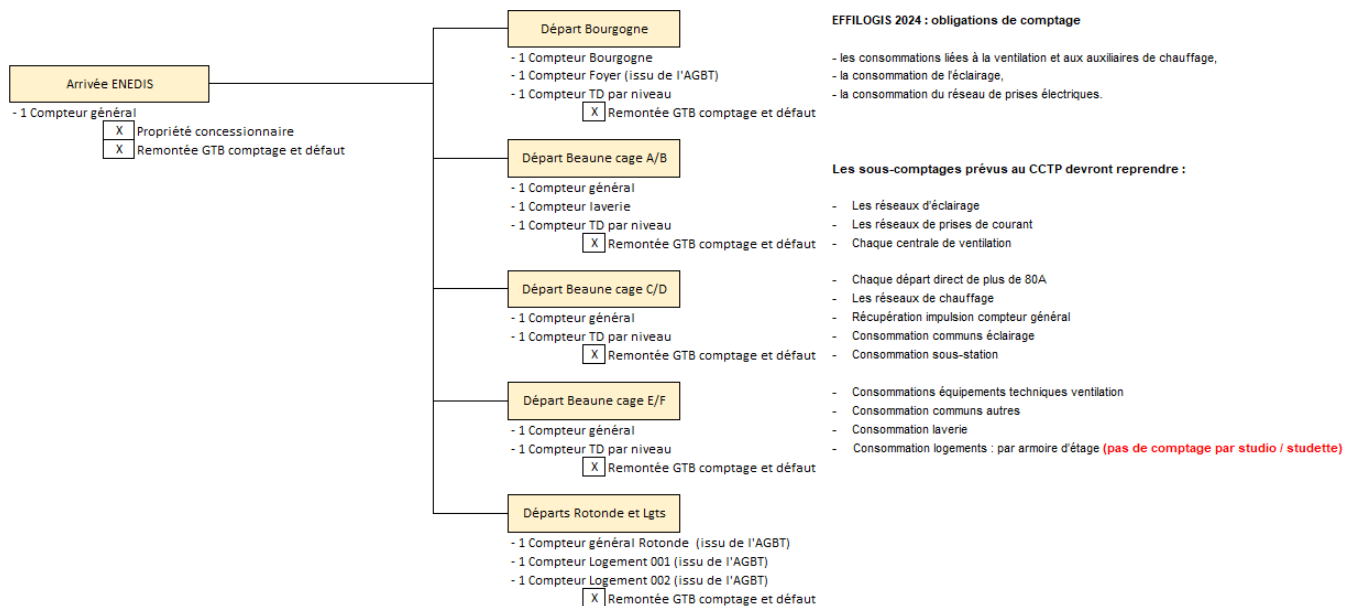 Arrivée ENEDIS
- 1 Compteur général
X Propriété concessionnaire
X Remontée GTB comptage et défaut
Départ Bourgogne
- 1 Compteur Bourgogne
- 1 Compteur Foyer (issu de l'AGBT)
- 1 Compteur TD par niveau
X Remontée GTB comptage et défaut
Départ Beaune cage A/B
- 1 Compteur général
- 1 Compteur laverie
- 1 Compteur TD par niveau
X Remontée GTB comptage et défaut
Départ Beaune cage C/D
- 1 Compteur général
- 1 Compteur TD par niveau
X Remontée GTB comptage et défaut
Départ Beaune cage E/F
- 1 Compteur général
- 1 Compteur TD par niveau
X Remontée GTB comptage et défaut
Départs Rotonde et Lgts
- 1 Compteur général Rotonde (issu de l'AGBT)
- 1 Compteur Logement 001 (issu de l'AGBT)
- 1 Compteur Logement 002 (issu de l'AGBT)
X Remontée GTB comptage et défaut
EFFILOGIS 2024 : obligations de comptage
- les consommations liées à la ventilation et aux auxiliaires de chauffage,
- la consommation de l'éclairage,
- la consommation du réseau de prises électriques.
Les sous-comptages prévus au CCTP devront reprendre :
- Les réseaux d'éclairage
- Les réseaux de prises de courant
- Chaque centrale de ventilation
- Chaque départ direct de plus de 80A
- Les réseaux de chauffage
- Récupération impulsion compteur général
- Consommation communs éclairage
- Consommation sous-station
- Consommations équipements techniques ventilation
- Consommation communs autres
- Consommation laverie
- Consommation logements : par armoire d'étage (pas de comptage par studio / studette)